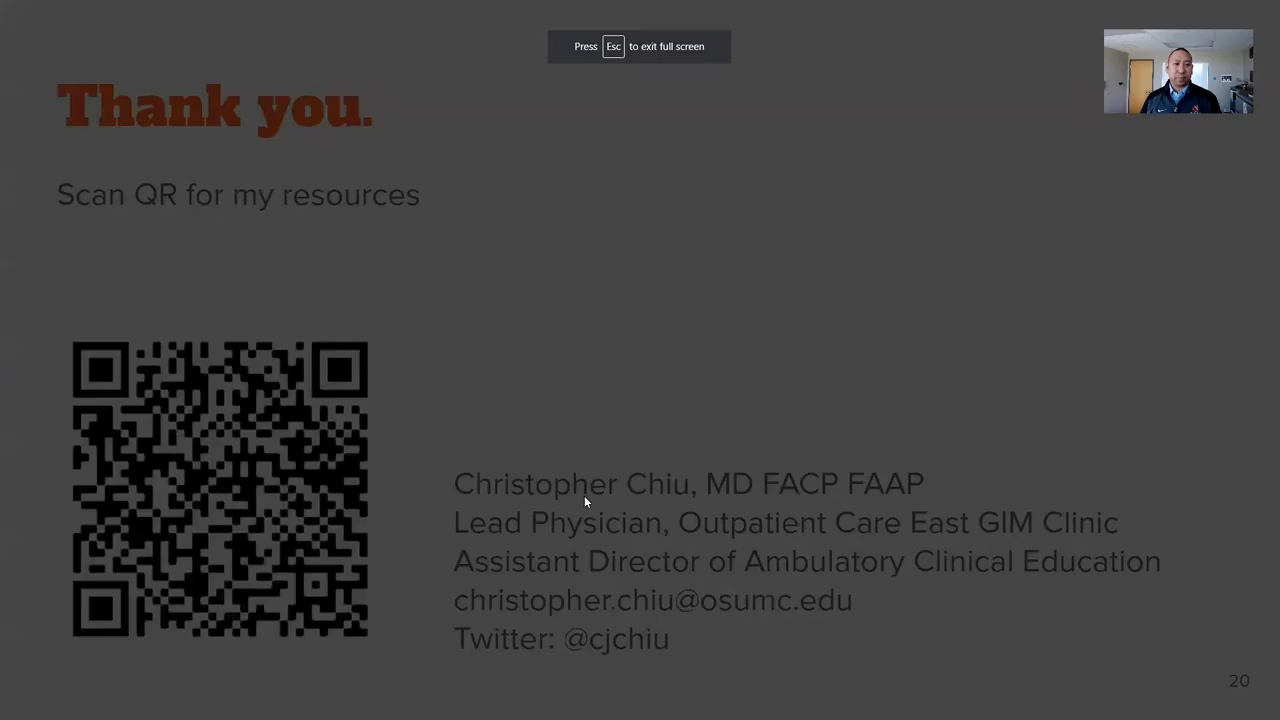 Press Esc to exit full screen
Thank you.
Scan QR for my resources
Christopher Chiu, MD FACP FAAP
Lead Physician, Outpatient Care East GIM Clinic
Assistant Director of Ambulatory Clinical Education
christopher.chiu@osumc.edu
Twitter: @cjchiu
20